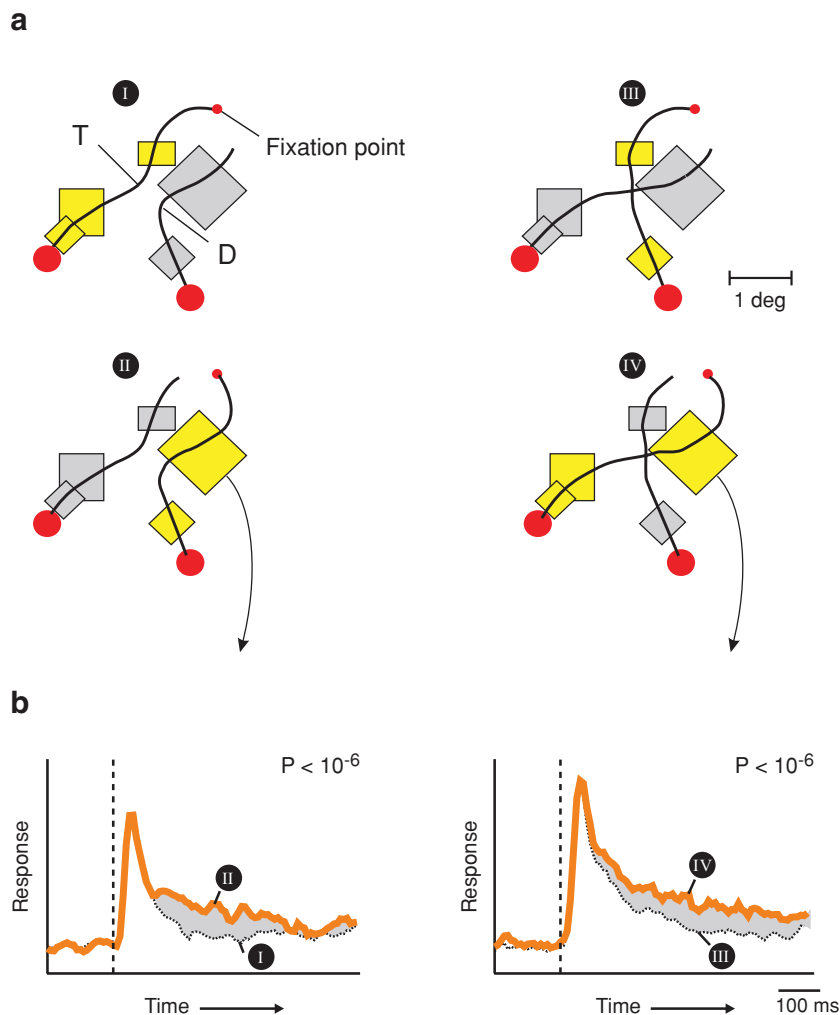 a
I
III
T
Fixation point
D
1 deg
II
IV
b
P < 10-6
P < 10-6
Response
II
I
Response
IV
III
Time
Time
100 ms